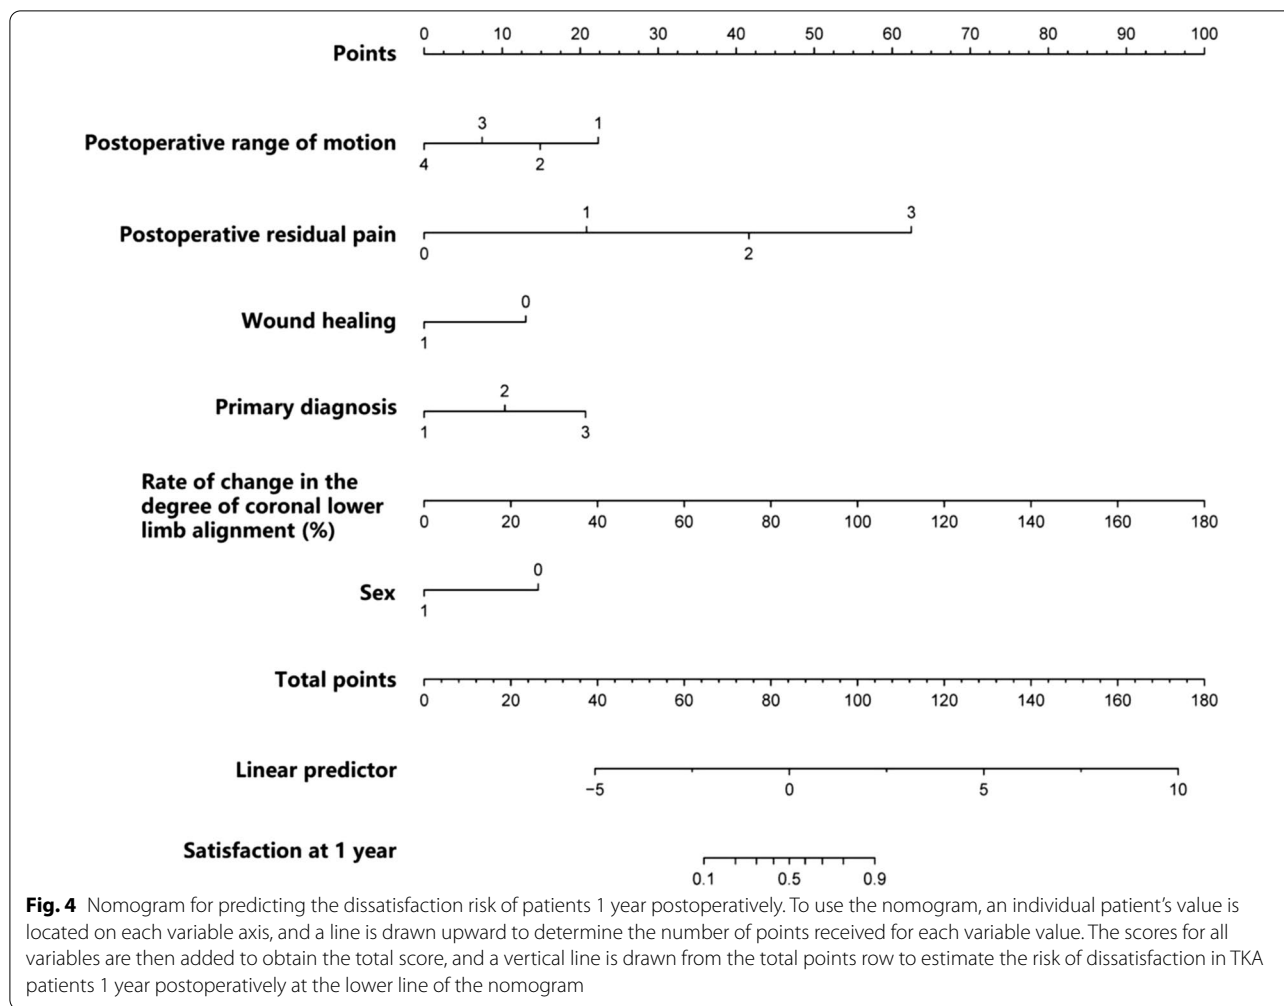 0 10 20 30 40 50 60 70 80 90 100
Points
3 1
Postoperative range of motion
4 2
1 3
Postoperative residual pain
0 2
0
Wound healing
1
2
Primary diagnosis
1 3
Rate of change in the
degree of coronal lower
limb alignment (%)
0 20 40 60 80 100 120 140 160 180
0
Sex
1
Total points
0 20 40 60 80 100 120 140 160 180
Linear predictor
−5 0 5 10
Satisfaction at 1 year
0.1 0.5 0.9
Fig. 4 Nomogram for predicting the dissatisfaction risk of patients 1 year postoperatively. To use the nomogram, an individual patient's value is
located on each variable axis, and a line is drawn upward to determine the number of points received for each variable value. The scores for all
variables are then added to obtain the total score, and a vertical line is drawn from the total points row to estimate the risk of dissatisfaction in TKA
patients 1 year postoperatively at the lower line of the nomogram